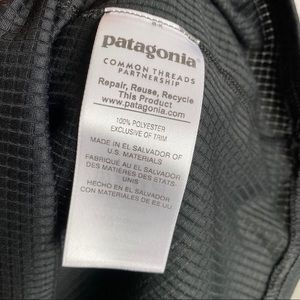 patagonia®
COMMON THREADS
PARTNERSHIP
Repair, Reuse, Recycle
This Product
www.patagonia.com
100% POLYESTER
EXCLUSIVE OF TRIM
MADE IN EL SALVADOR OF
U.S. MATERIALS
FABRIQUÉ AU EL SALVADOR
DES MATIÈRES DES ETATS-
UNIS
HECHO EN EL SALVADOR
CON MATERIALES DE EE.UU